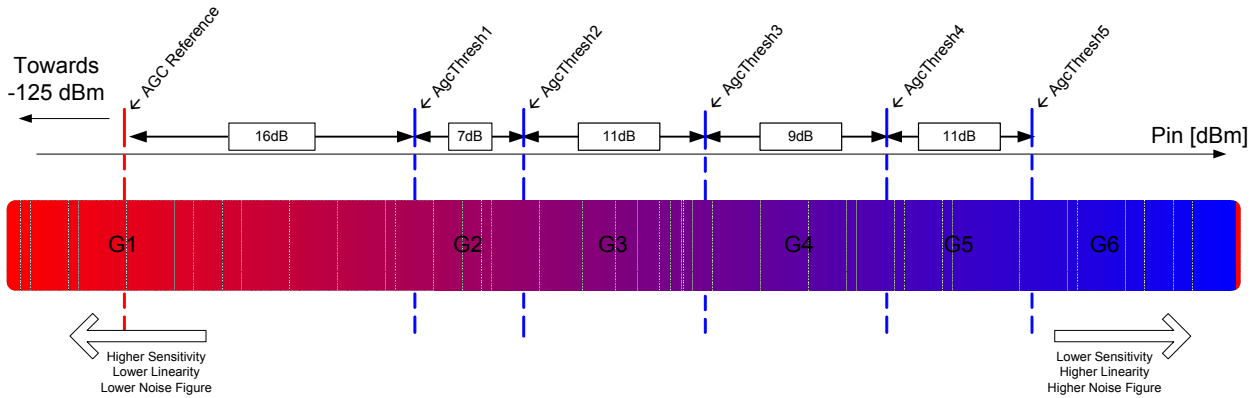 Towards
-125 dBm
AGC Reference
AgcThresh1
AgcThresh2
AgcThresh3
AgcThresh4
AgcThresh5
16dB
7dB
11dB
9dB
11dB
Pin [dBm]
G1
G2
G3
G4
G5
G6
Higher Sensitivity
Lower Linearity
Lower Noise Figure
Lower Sensitivity
Higher Linearity
Higher Noise Figure